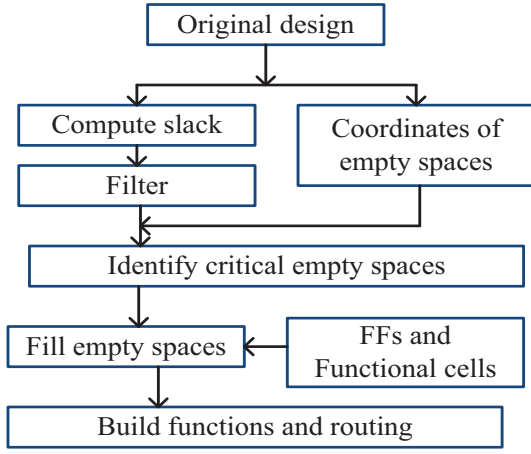 Original design
Compute slack
Coordinates of
empty spaces
Filter
Identify critical empty spaces
Fill empty spaces
FFs and
Functional cells
Build functions and routing